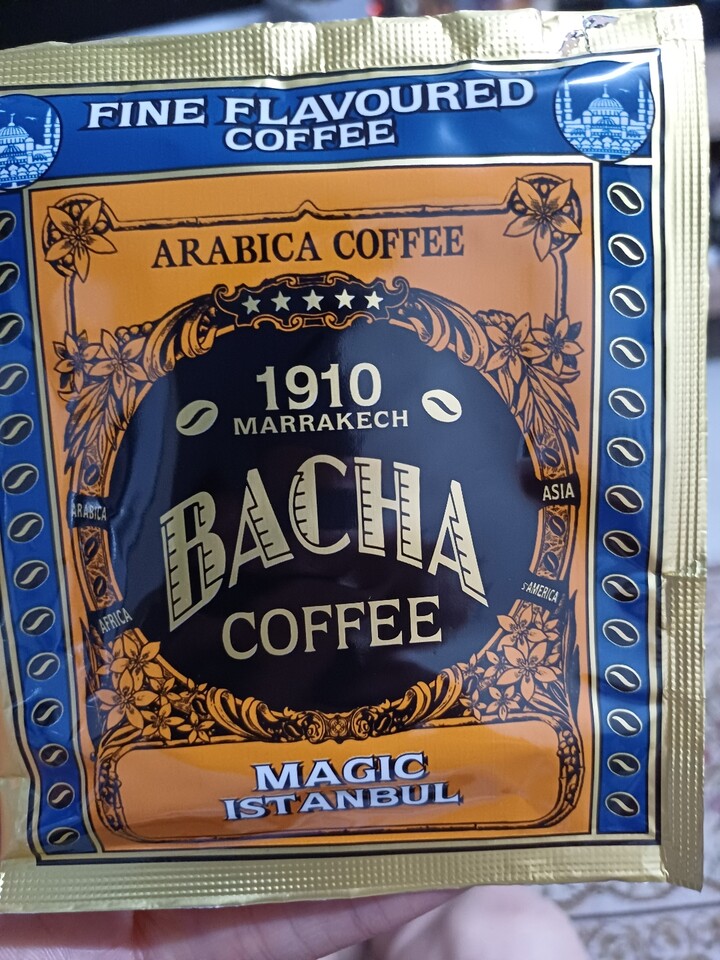 FINE FLAVOURED
COFFEE
ARABICA COFFEE
1910
MARRAKECH
BACHA
COFFEE
ARABICA
ASIA
AFRICA
S.AMERICA
MAGIC
ISTANBUL